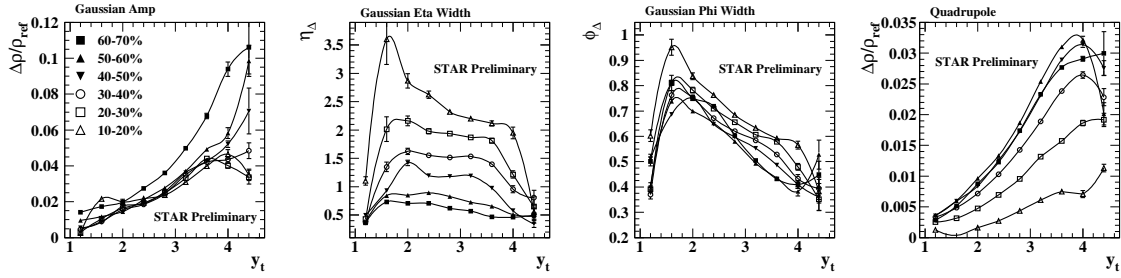 Gaussian Amp
Δρ/ρref
0.12
0.1
0.08
0.06
0.04
0.02
0
60-70%
50-60%
40-50%
30-40%
20-30%
10-20%
STAR Preliminary
1 2 3 4
yt
Gaussian Eta Width
ηΔ
3.5
3
2.5
2
1.5
1
0.5
STAR Preliminary
1 2 3 4
yt
Gaussian Phi Width
ϕΔ
1
0.9
0.8
0.7
0.6
0.5
0.4
0.3
0.2
STAR Preliminary
1 2 3 4
yt
Quadrupole
Δρ/ρref
0.035
0.03
0.025
0.02
0.015
0.01
0.005
0
STAR Preliminary
1 2 3 4
yt